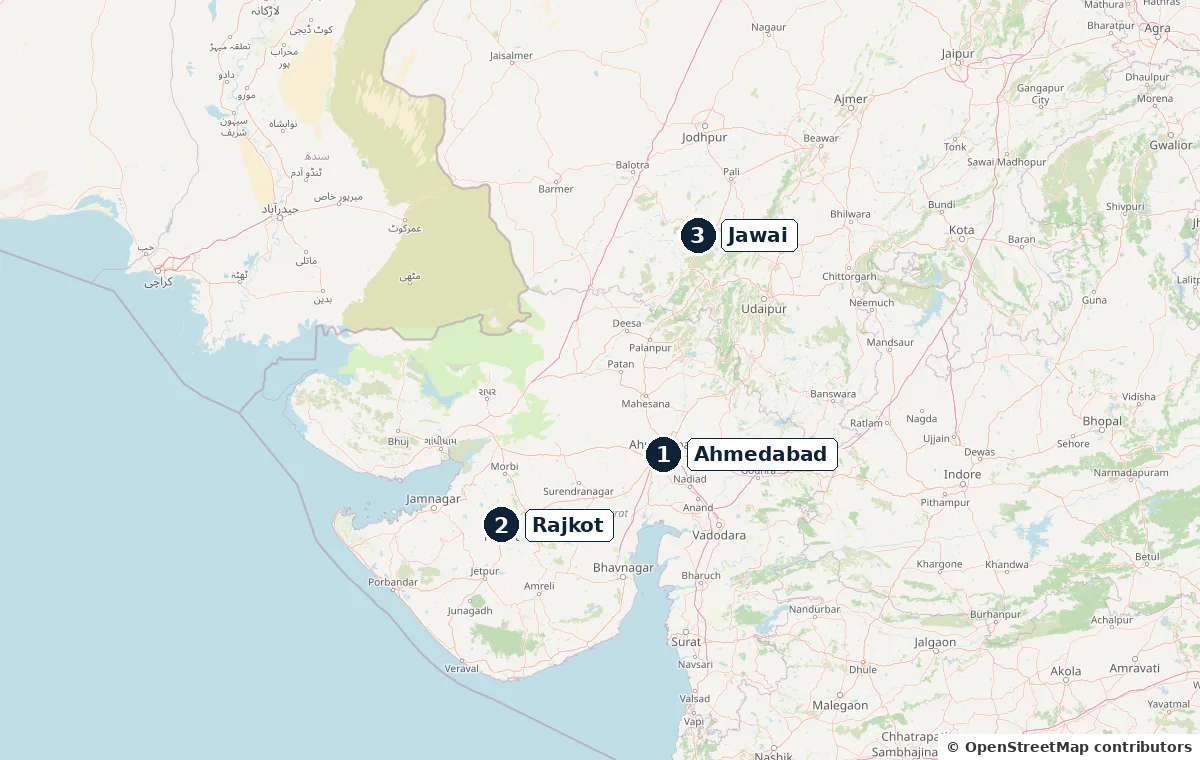 لاڑکانہ
کوٹ ڈیجی
Nagaur
Mathura
Hathras
Bharatpur
Agra
تعلقہ میہڑ
محراب
پور
Jaisalmer
Jaipur
دادو
Dhaulpur
مورو
Gangapur
City
Morena
Ajmer
سیہون
شریف
نوابشاہ
Jodhpur
Beawar
Tonk
Gwalior
سندھ
Sawai Madhopur
Balotra
ٹنڈو آدم
Pali
Barmer
میرپور خاص
حیدرآباد
Bundi
Shivpuri
Bhilwara
عمرکوٹ
Kota
3
Jawai
Baran
حب
ماتلی
Chittorgarh
ٹھٹہ
مٹھی
کراچی
Lalitp
بدین
Neemuch
Guna
Udaipur
Deesa
Palanpur
Mandsaur
Patan
રાપર
Banswara
Vidisha
Mahesana
Nagda
Ratlam
Bhopal
Bhuj
ગાંધીધામ
Ujjain
Sehore
1
Ahmedabad
Dewas
Morbi
Indore
Narmadapuram
Nadiad
Surendranagar
Jamnagar
Pithampur
Anand
2
Rajkot
Vadodara
Betul
Khargone
Khandwa
Bhavnagar
Jetpur
Bharuch
Porbandar
Amreli
Junagadh
Nandurbar
Burhanpur
Achalpur
Surat
Jalgaon
Navsari
Veraval
Dhule
Akola
Amravati
Valsad
Malegaon
Yavatmal
Vapi
Sambhajina
Nashik
© OpenStreetMap contributors